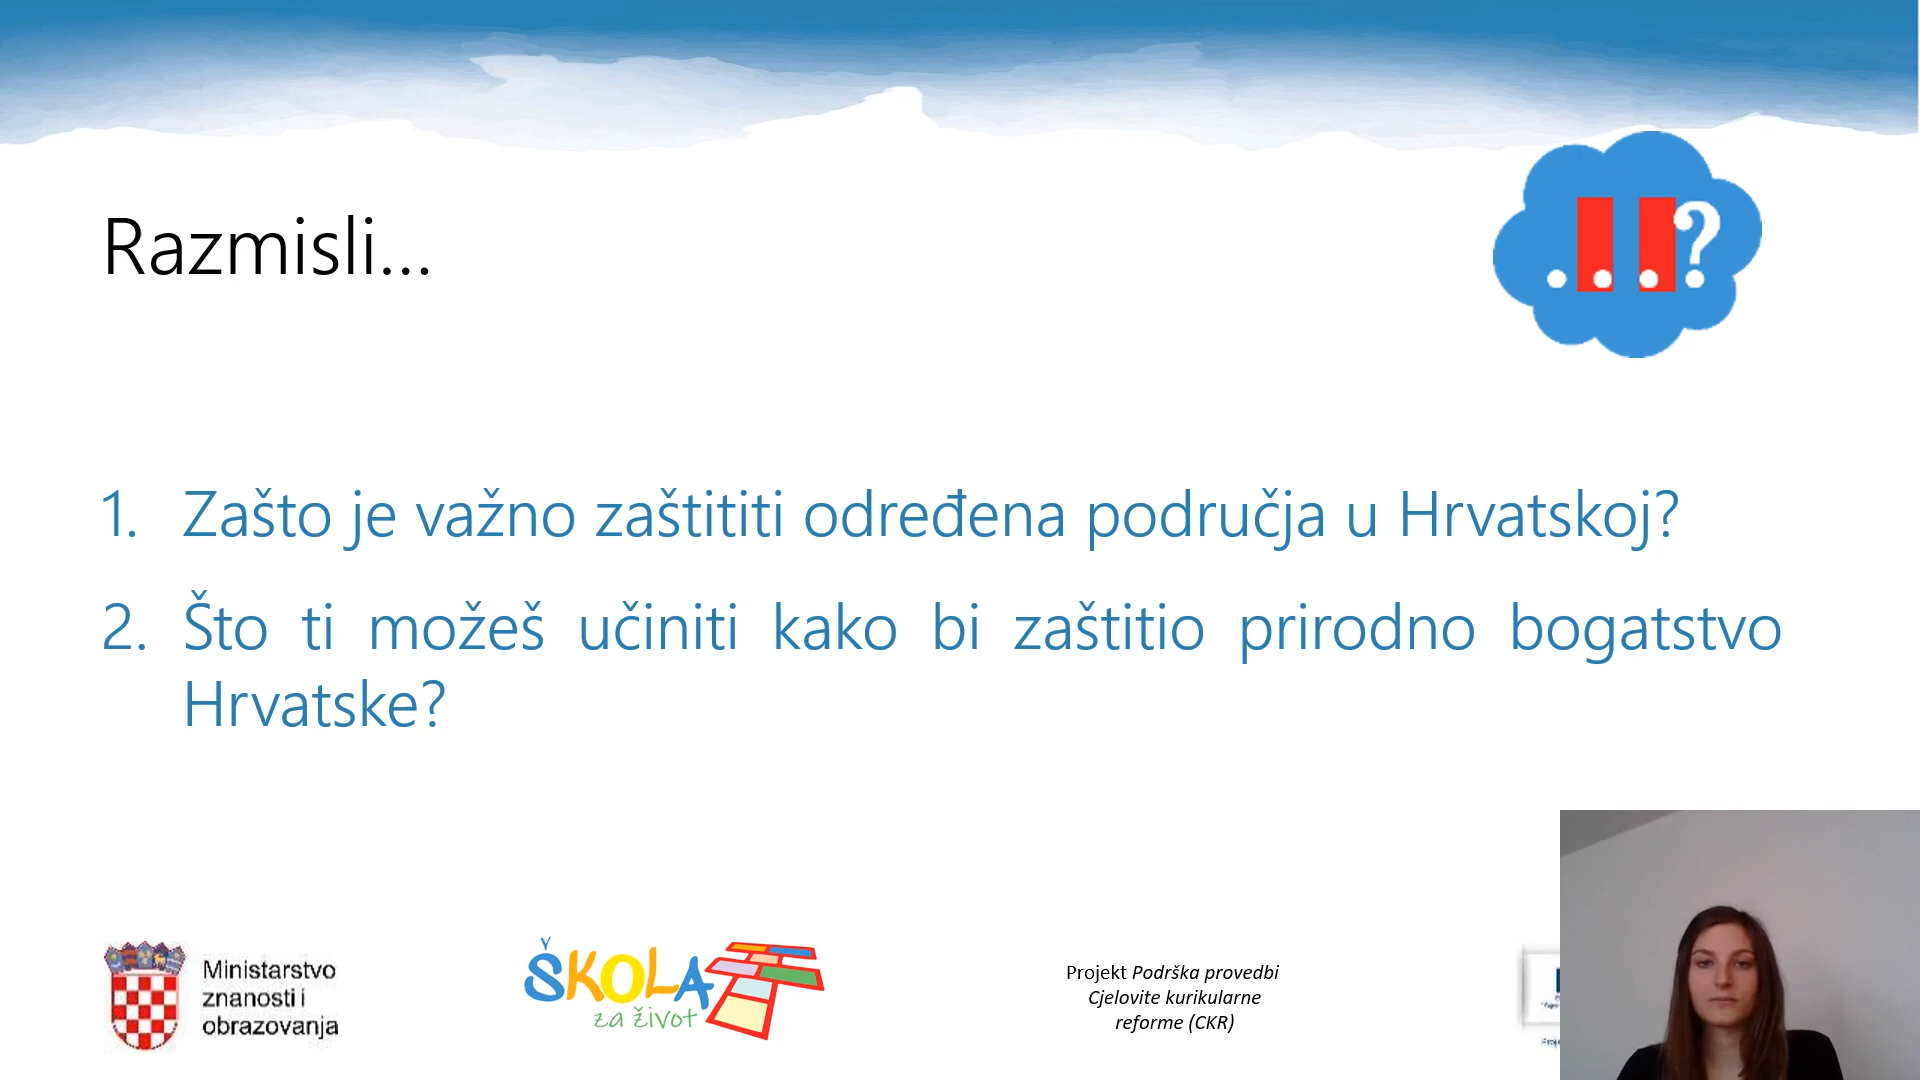 Razmisli...
...?
1. Zašto je važno zaštititi određena područja u Hrvatskoj?
2. Što ti možeš učiniti kako bi zaštitio prirodno bogatstvo
Hrvatske?
Ministarstvo
znanosti i
obrazovanja
ŠKOLA
za život
Projekt Podrška provedbi
Cjelovite kurikularne
reforme (CKR)